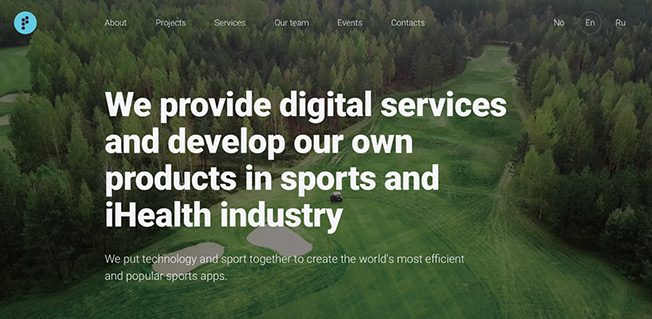 About Projects Services Our team Events Contacts No En Ru
We provide digital services
and develop our own
products in sports and
iHealth industry
We put technology and sport together to create the world's most efficient
and popular sports apps.